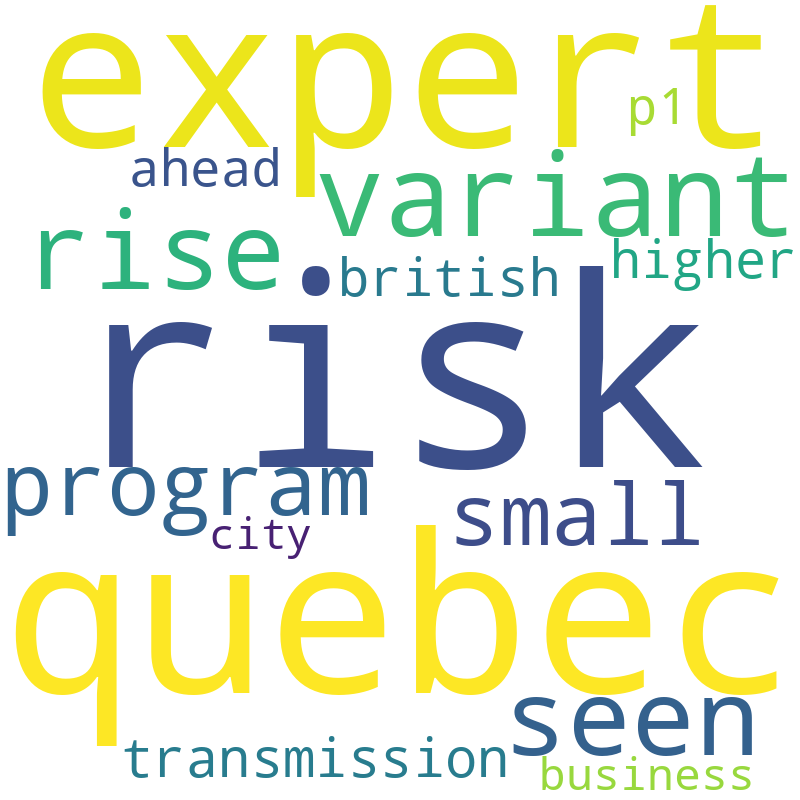 expert
p1
ahead
variant
rise
higher
british
risk
program
small
city
quebec
seen
transmission
business